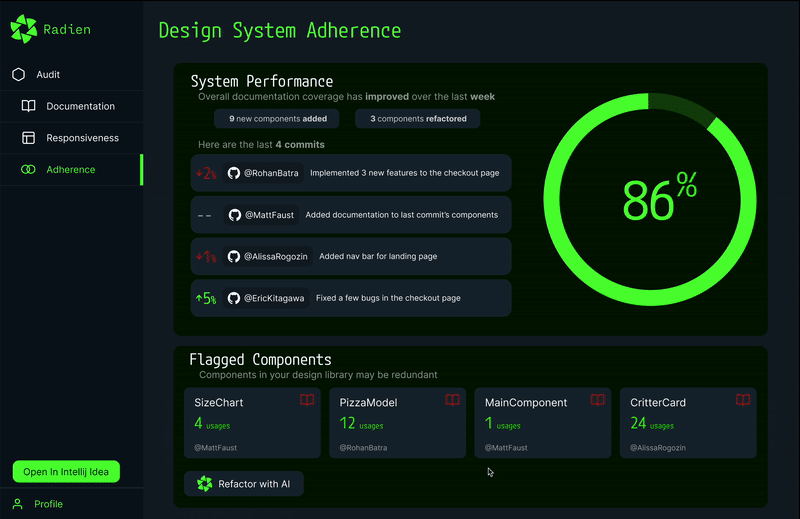 Radien
Design System Adherence
Audit
Documentation
Responsiveness
Adherence
System Performance
Overall documentation coverage has improved over the last week
9 new components added
3 components refactored
Here are the last 4 commits
↓2% @RohanBatra Implemented 3 new features to the checkout page
-- @MattFaust Added documentation to last commit's components
↓1% @AlissaRogozin Added nav bar for landing page
↑5% @EricKitagawa Fixed a few bugs in the checkout page
86%
Flagged Components
Components in your design library may be redundant
SizeChart
4 usages
@MattFaust
PizzaModel
12 usages
@RohanBatra
MainComponent
1 usages
@MattFaust
CritterCard
24 usages
@AlissaRogozin
Refactor with AI
Open In Intellij Idea
Profile